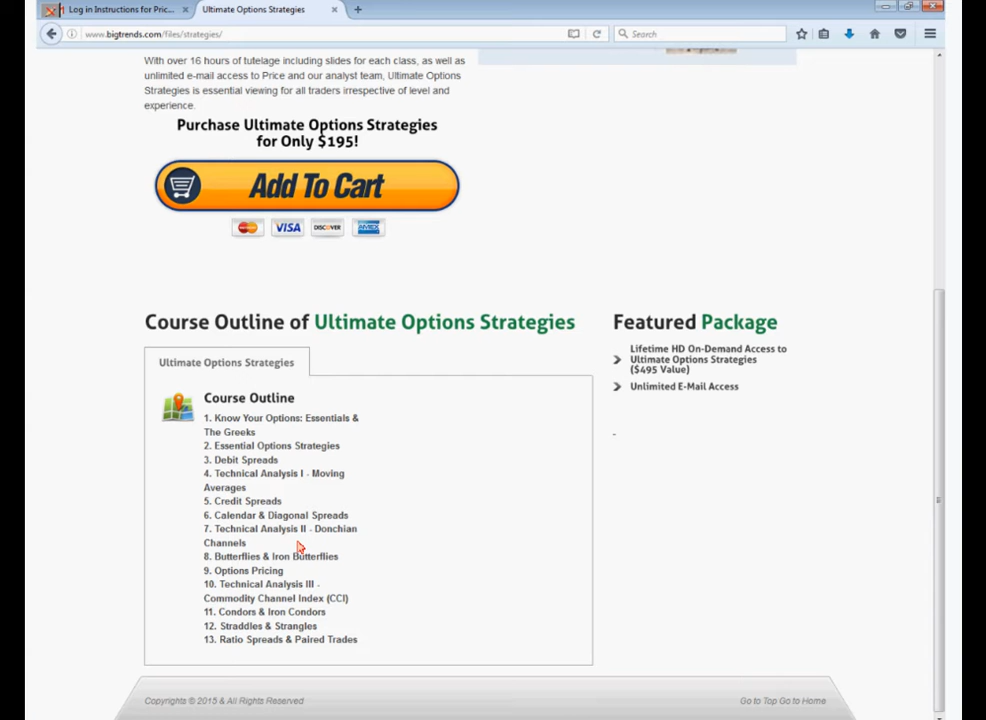 Log in Instructions for Pric...
Ultimate Options Strategies
www.bigtrends.com/files/strategies/
Search
With over 16 hours of tutelage including slides for each class, as well as
unlimited e-mail access to Price and our analyst team, Ultimate Options
Strategies is essential viewing for all traders irrespective of level and
experience.
Purchase Ultimate Options Strategies
for Only $195!
Add To Cart
VISA
DISCOVER
AMEX
Course Outline of Ultimate Options Strategies
Ultimate Options Strategies
Course Outline
1. Know Your Options: Essentials &
The Greeks
2. Essential Options Strategies
3. Debit Spreads
4. Technical Analysis I - Moving
Averages
5. Credit Spreads
6. Calendar & Diagonal Spreads
7. Technical Analysis II - Donchian
Channels
8. Butterflies & Iron Butterflies
9. Options Pricing
10. Technical Analysis III -
Commodity Channel Index (CCI)
11. Condors & Iron Condors
12. Straddles & Strangles
13. Ratio Spreads & Paired Trades
Featured Package
Lifetime HD On-Demand Access to
Ultimate Options Strategies
($495 Value)
Unlimited E-Mail Access
-
Copyrights © 2015 & All Rights Reserved
Go to Top Go to Home